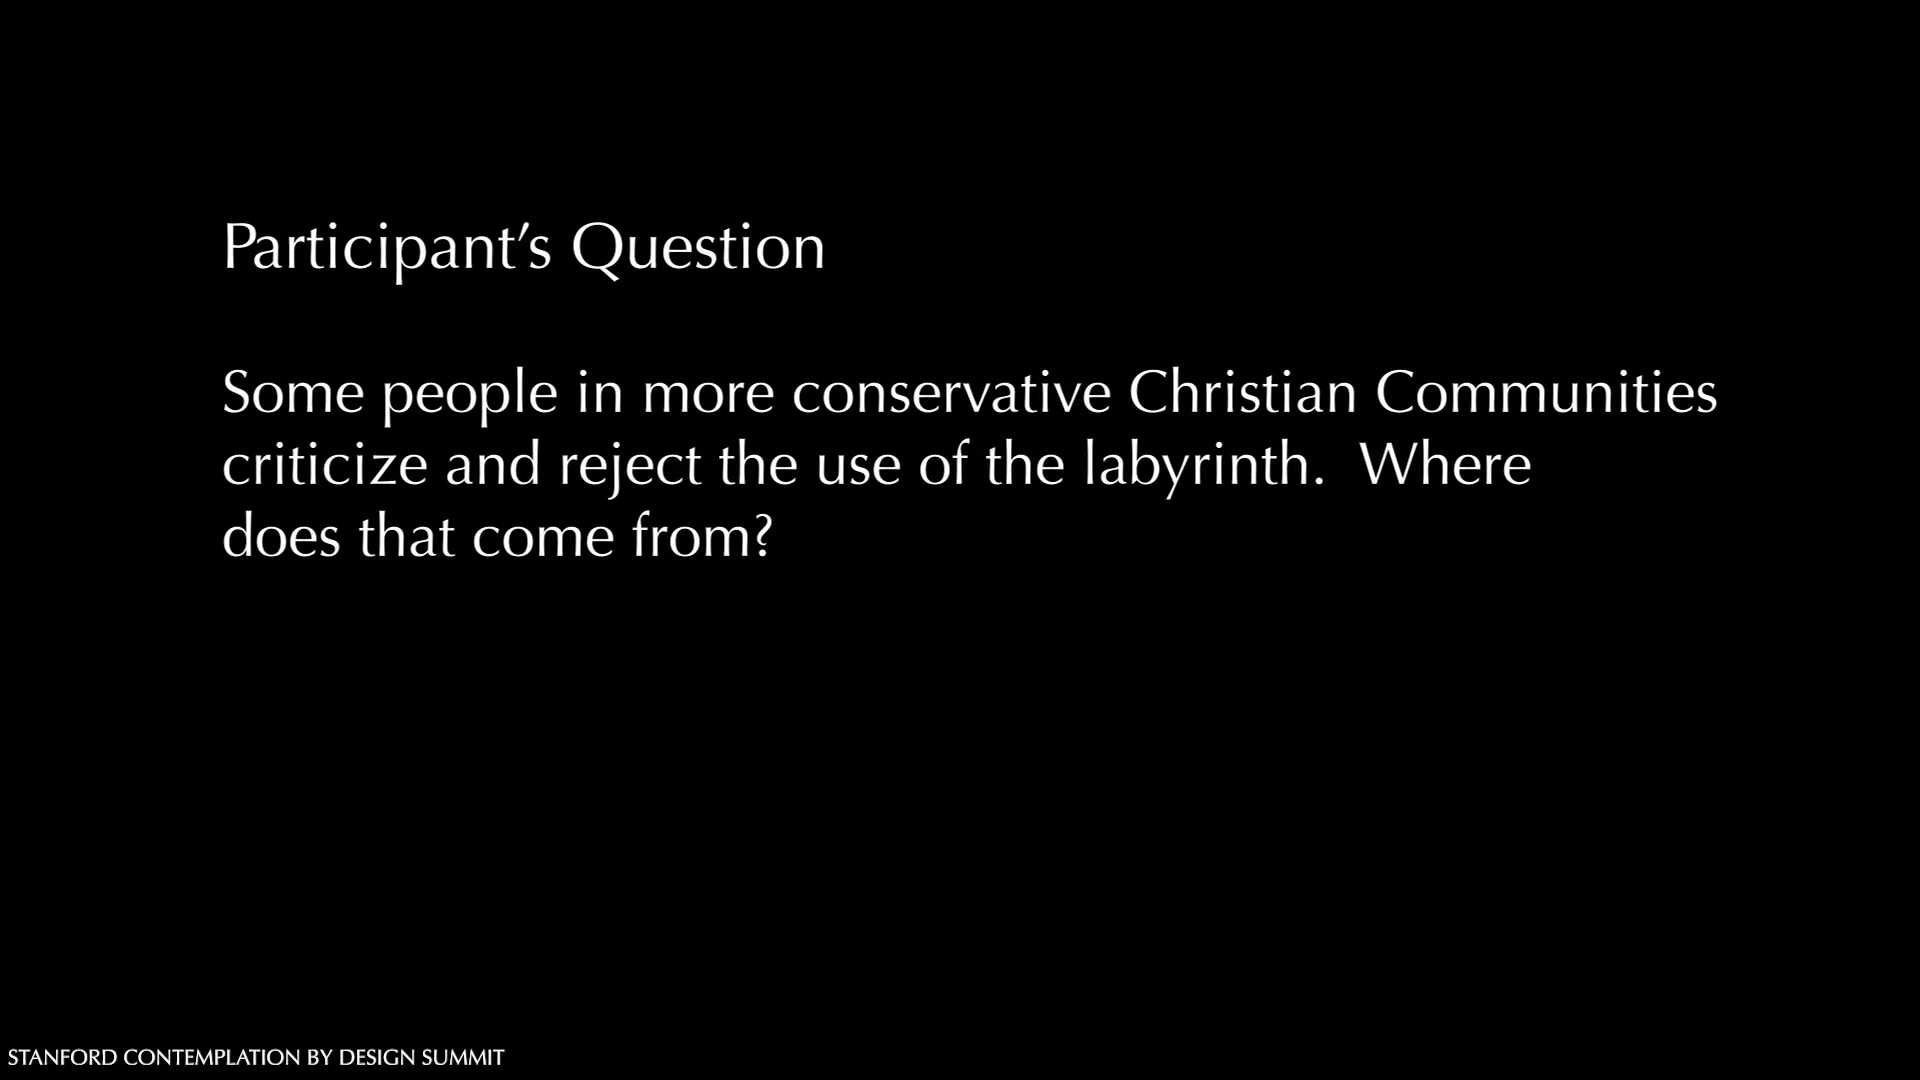 Participant’s Question
Some people in more conservative Christian Communities
criticize and reject the use of the labyrinth.  Where
does that come from?
STANFORD CONTEMPLATION BY DESIGN SUMMIT